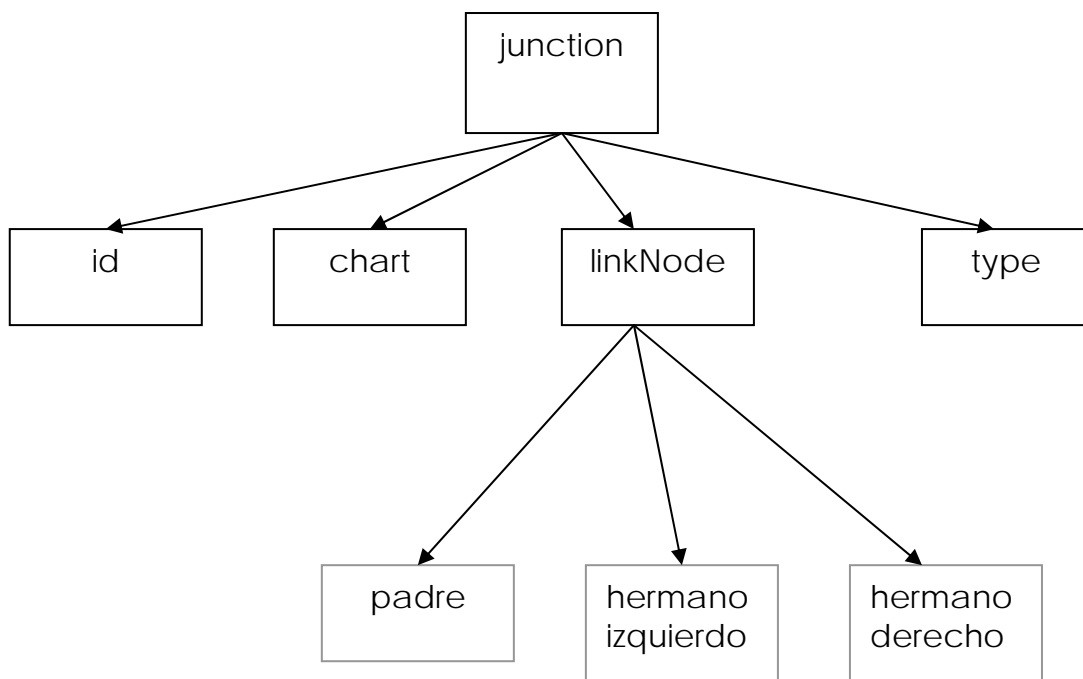 junction
id
chart
linkNode
type
padre
hermano
izquierdo
hermano
derecho